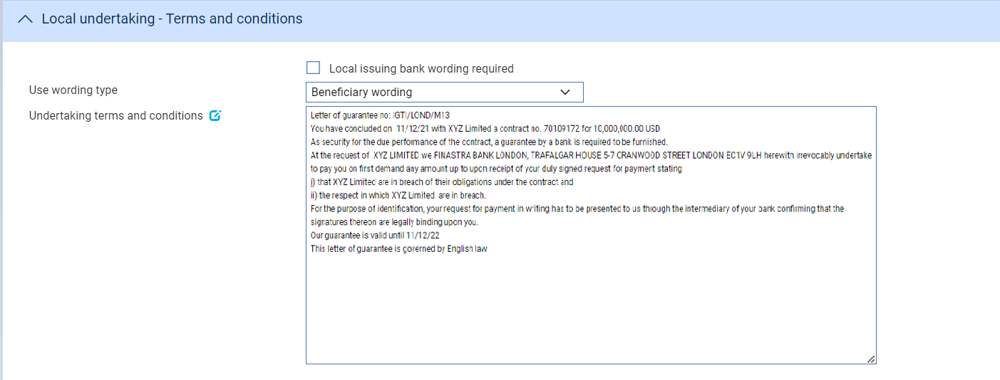 Local undertaking - Terms and conditions
Local issuing bank wording required
Use wording type
Beneficiary wording
Undertaking terms and conditions
Letter of guarantee no: IGTI/LOND/M13
You have concluded on 11/12/21 with XYZ Limited a contract no. 70109172 for 10,000,000.00 USD
As security for the due performance of the contract, a guarantee by a bank is required to be furnished.
At the request of XYZ LIMITED we FINASTRA BANK LONDON, TRAFALGAR HOUSE 5-7 CRANWOOD STREET LONDON EC1V 9LH herewith irrevocably undertake
to pay you on first demand any amount up to upon receipt of your duly signed request for payment stating:
i) that XYZ Limited are in breach of their obligations under the contract and
ii) the respect in which XYZ Limited are in breach.
For the purpose of identification, your request for payment in writing has to be presented to us through the intermediary of your bank confirming that the
signatures thereon are legally binding upon you.
Our guarantee is valid until 11/12/22
This letter of guarantee is governed by English law